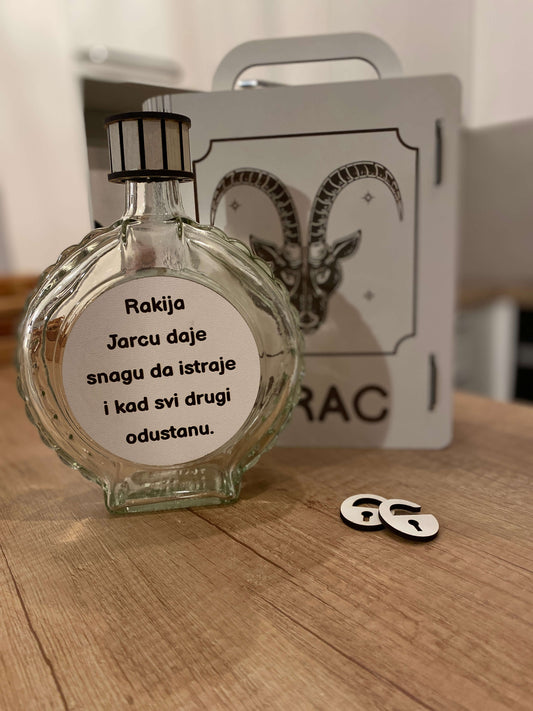 Rakija
Jarcu daje
snagu da istraje
i kad svi drugi
odustanu.
RAC